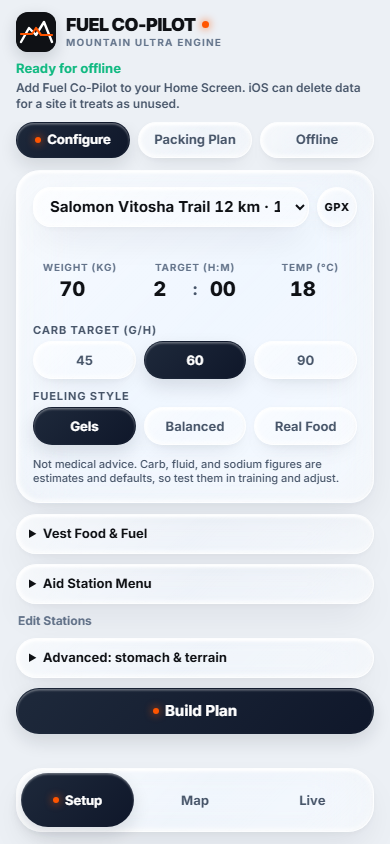 FUEL CO-PILOT
MOUNTAIN ULTRA ENGINE
Ready for offline
Add Fuel Co-Pilot to your Home Screen. iOS can delete data
for a site it treats as unused.
Configure
Packing Plan
Offline
Salomon Vitosha Trail 12 km · 1
GPX
WEIGHT (KG)
TARGET (H:M)
TEMP (°C)
70
2 : 00
18
CARB TARGET (G/H)
45
60
90
FUELING STYLE
Gels
Balanced
Real Food
Not medical advice. Carb, fluid, and sodium figures are
estimates and defaults, so test them in training and adjust.
Vest Food & Fuel
Aid Station Menu
Edit Stations
Advanced: stomach & terrain
Build Plan
Setup
Map
Live